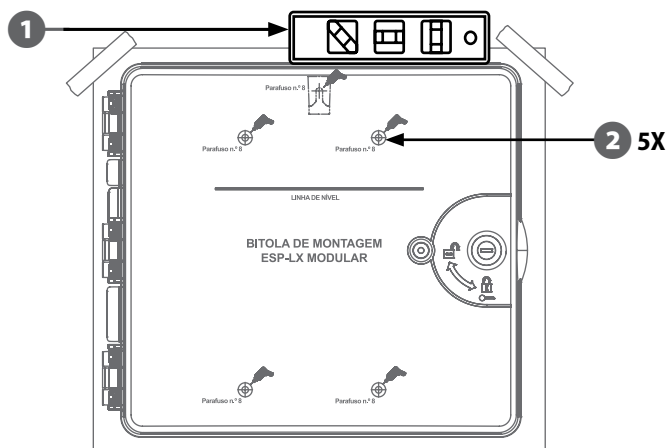 1
Parafuso n.º 8
Parafuso n.º 8
Parafuso n.º 8
2 5X
LINHA DE NÍVEL
BITOLA DE MONTAGEM
ESP-LX MODULAR
Parafuso n.º 8
Parafuso n.º 8